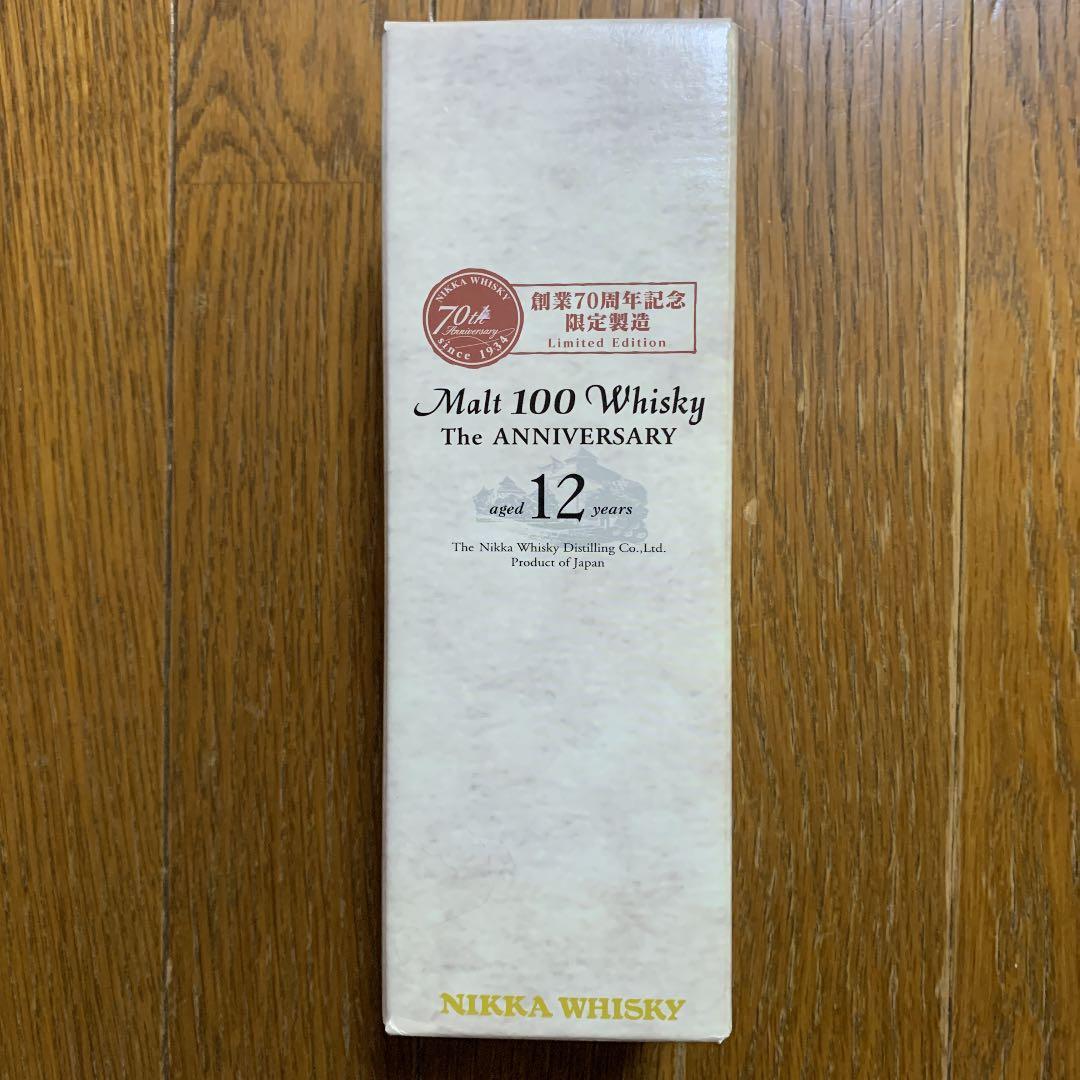 NIKKA WHISKY
70th
Anniversary
since 1934
創業70周年記念
限定製造
Limited Edition
Malt 100 Whisky
The ANNIVERSARY
aged 12 years
The Nikka Whisky Distilling Co.,Ltd.
Product of Japan
NIKKA WHISKY